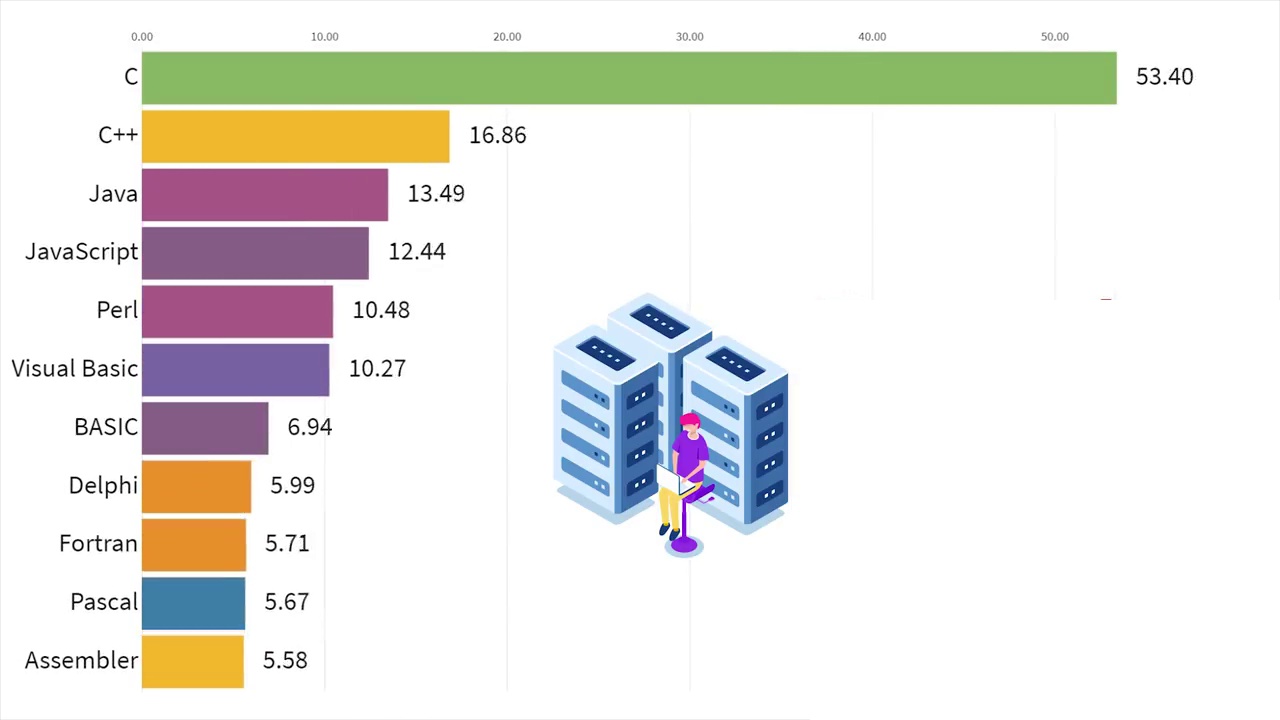 0.00 10.00 20.00 30.00 40.00 50.00
C 53.40
C++ 16.86
Java 13.49
JavaScript 12.44
Perl 10.48
Visual Basic 10.27
BASIC 6.94
Delphi 5.99
Fortran 5.71
Pascal 5.67
Assembler 5.58